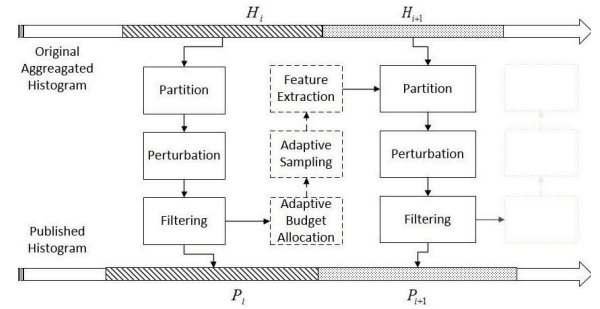 H_i H_{i+1}
Original
Aggreagated
Histogram
Partition
Feature
Extraction
Partition
Perturbation
Adaptive
Sampling
Perturbation
Filtering
Adaptive
Budget
Allocation
Filtering
Published
Histogram
P_i P_{i+1}